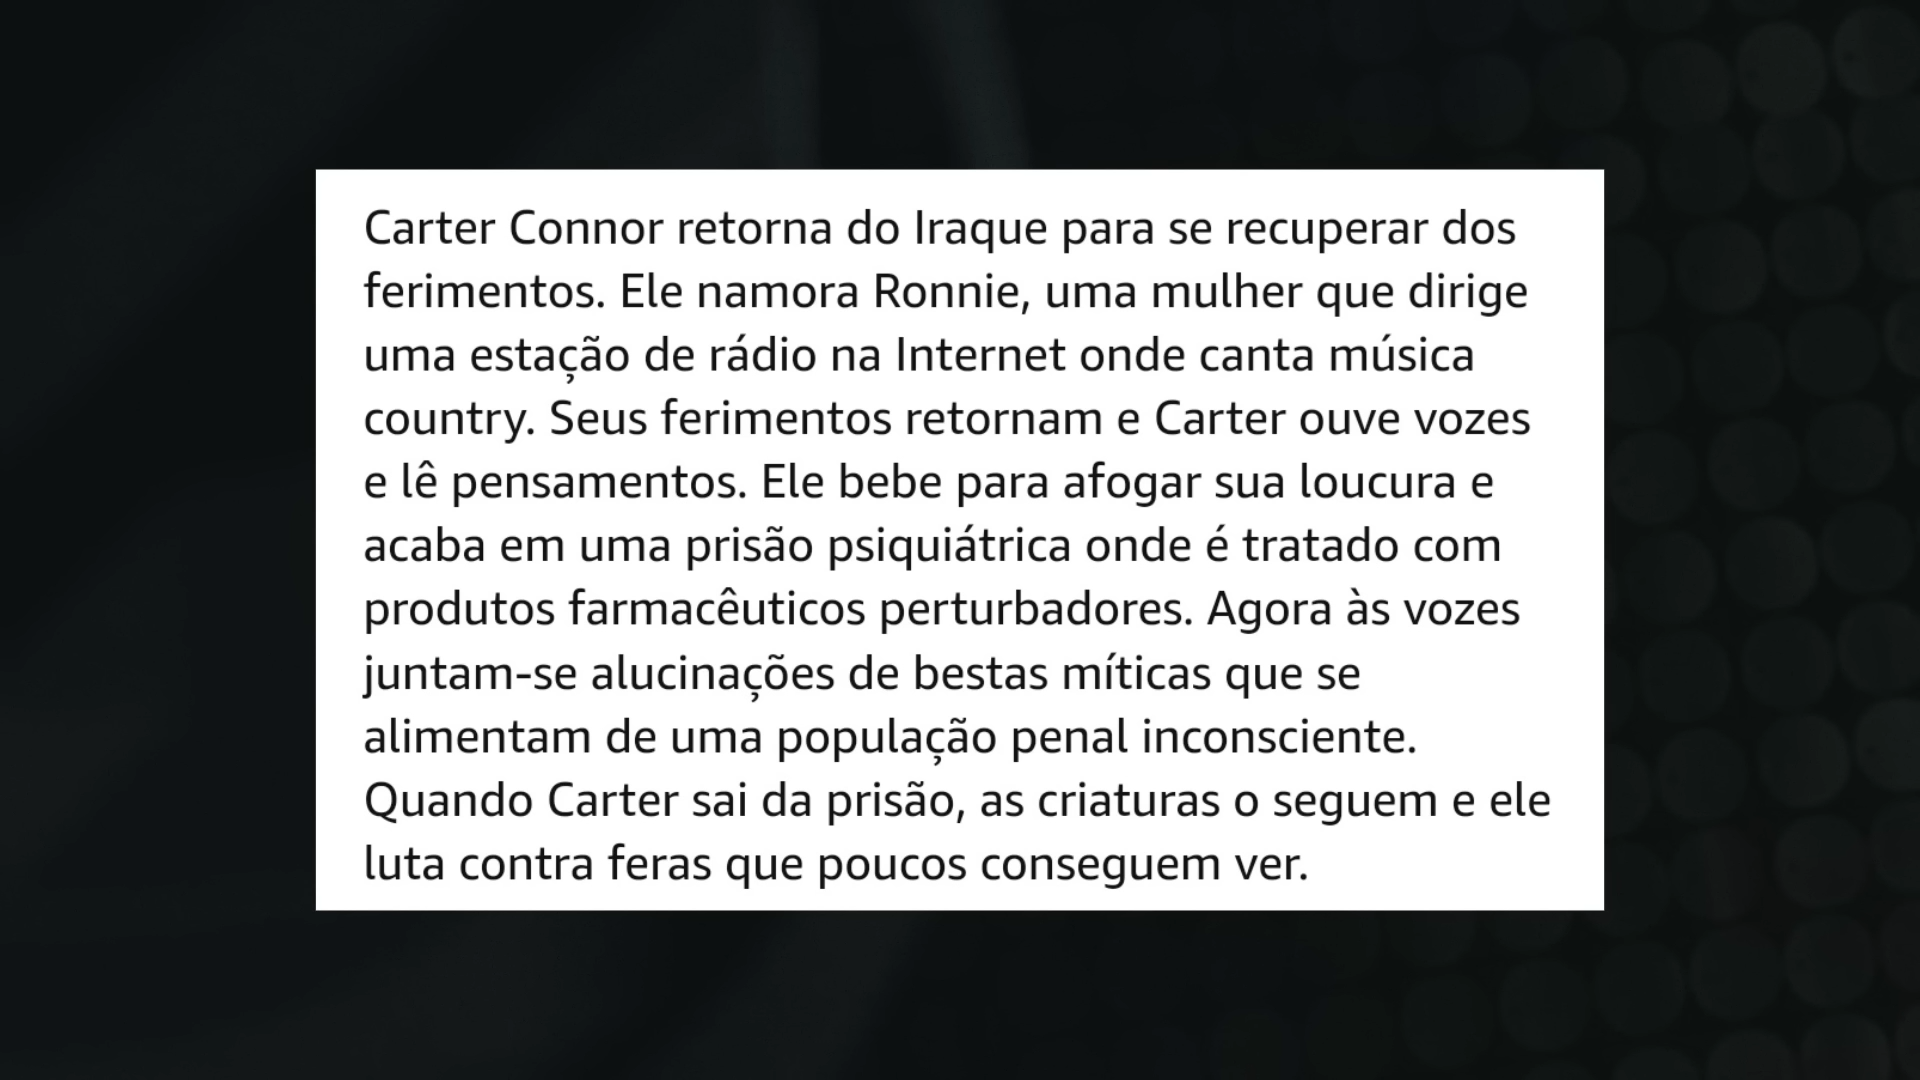 Carter Connor retorna do Iraque para se recuperar dos
ferimentos. Ele namora Ronnie, uma mulher que dirige
uma estação de rádio na Internet onde canta música
country. Seus ferimentos retornam e Carter ouve vozes
e lê pensamentos. Ele bebe para afogar sua loucura e
acaba em uma prisão psiquiátrica onde é tratado com
produtos farmacêuticos perturbadores. Agora às vozes
juntam-se alucinações de bestas míticas que se
alimentam de uma população penal inconsciente.
Quando Carter sai da prisão, as criaturas o seguem e ele
luta contra feras que poucos conseguem ver.